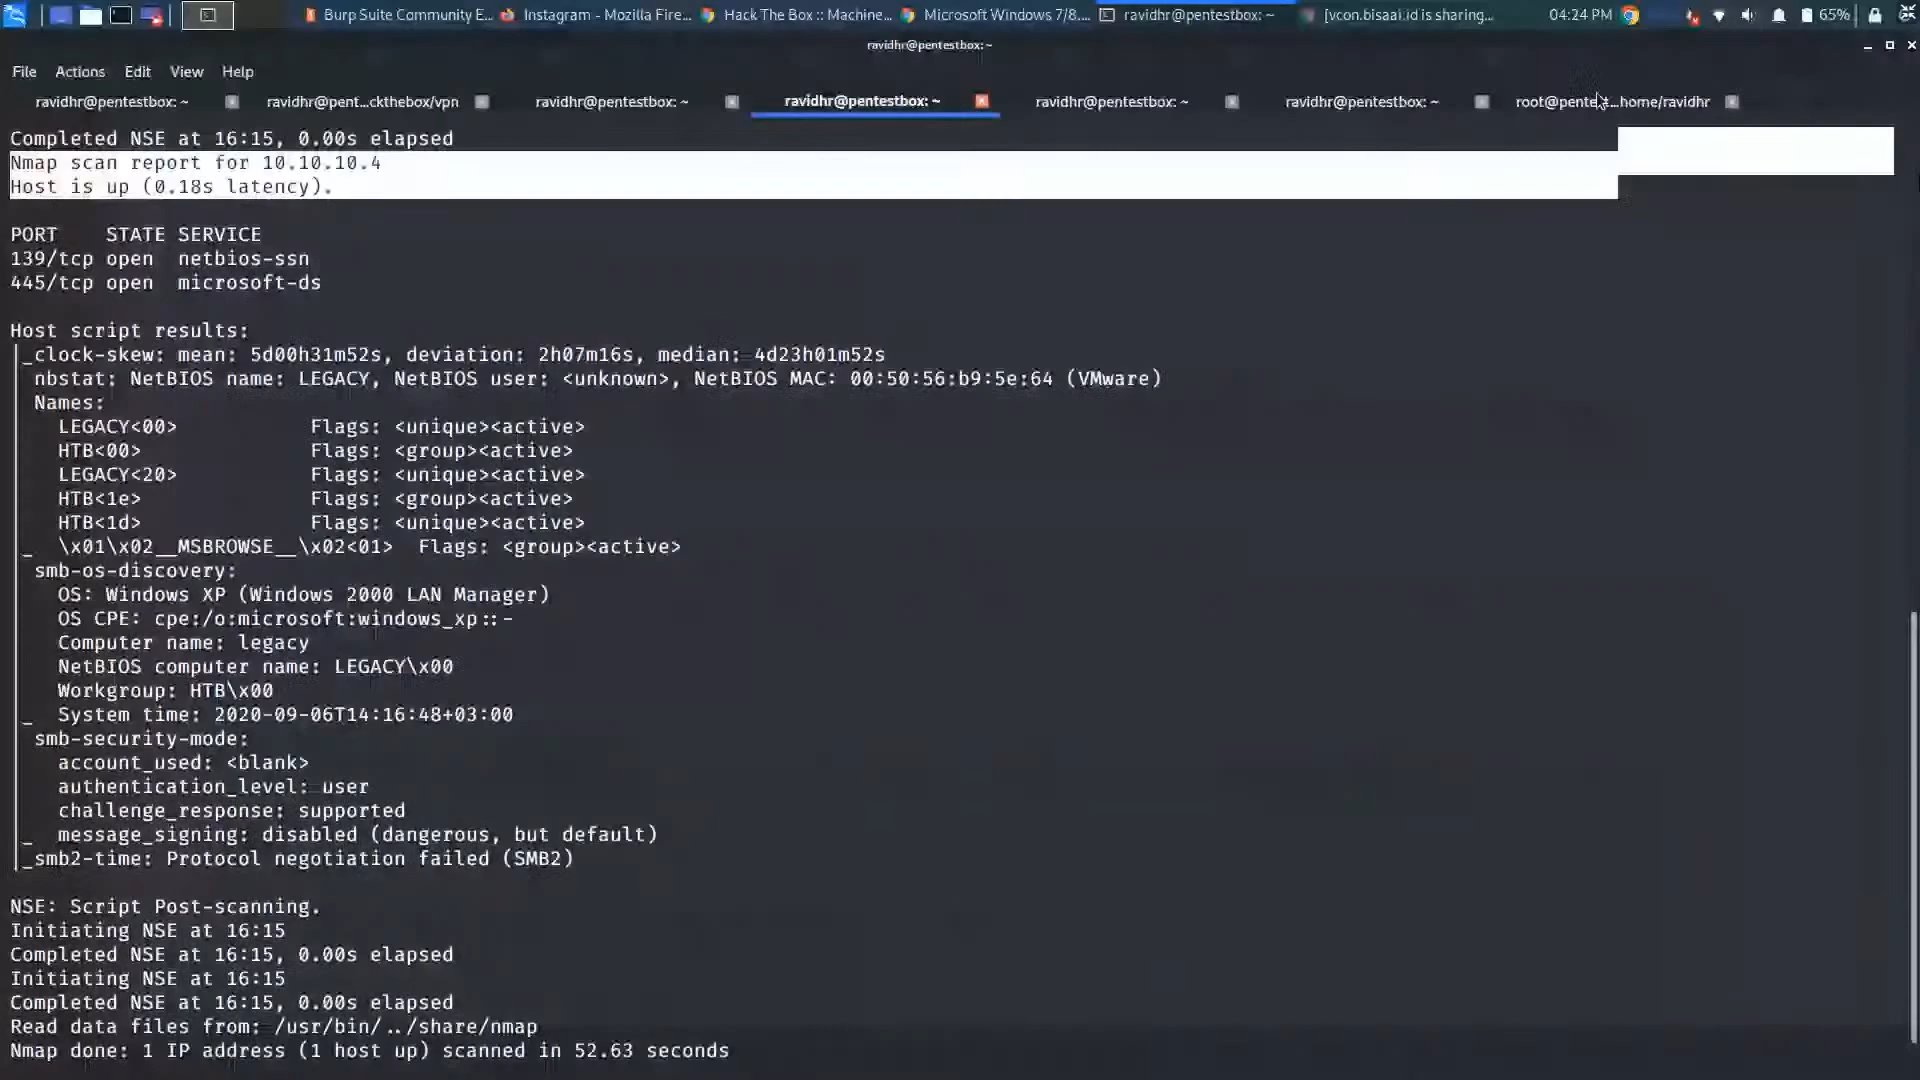 Burp Suite Community E... Instagram - Mozilla Fire... Hack The Box :: Machine... Microsoft Windows 7/8.... ravidhr@pentestbox: ~ [vcon.bisaai.id is sharing... 04:24 PM 65%
ravidhr@pentestbox: ~
File Actions Edit View Help
ravidhr@pentestbox: ~ ravidhr@pent...ckthebox/vpn ravidhr@pentestbox: ~ ravidhr@pentestbox: ~ ravidhr@pentestbox: ~ ravidhr@pentestbox: ~ root@pentest...home/ravidhr
Completed NSE at 16:15, 0.00s elapsed
Nmap scan report for 10.10.10.4
Host is up (0.18s latency).
PORT STATE SERVICE
139/tcp open netbios-ssn
445/tcp open microsoft-ds
Host script results:
|_clock-skew: mean: 5d00h31m52s, deviation: 2h07m16s, median: 4d23h01m52s
| nbstat: NetBIOS name: LEGACY, NetBIOS user: <unknown>, NetBIOS MAC: 00:50:56:b9:5e:64 (VMware)
| Names:
| LEGACY<00> Flags: <unique><active>
| HTB<00> Flags: <group><active>
| LEGACY<20> Flags: <unique><active>
| HTB<1e> Flags: <group><active>
| HTB<1d> Flags: <unique><active>
|_ \x01\x02__MSBROWSE__\x02<01> Flags: <group><active>
| smb-os-discovery:
| OS: Windows XP (Windows 2000 LAN Manager)
| OS CPE: cpe:/o:microsoft:windows_xp::-
| Computer name: legacy
| NetBIOS computer name: LEGACY\x00
| Workgroup: HTB\x00
|_ System time: 2020-09-06T14:16:48+03:00
| smb-security-mode:
| account_used: <blank>
| authentication_level: user
| challenge_response: supported
|_ message_signing: disabled (dangerous, but default)
|_smb2-time: Protocol negotiation failed (SMB2)
NSE: Script Post-scanning.
Initiating NSE at 16:15
Completed NSE at 16:15, 0.00s elapsed
Initiating NSE at 16:15
Completed NSE at 16:15, 0.00s elapsed
Read data files from: /usr/bin/../share/nmap
Nmap done: 1 IP address (1 host up) scanned in 52.63 seconds